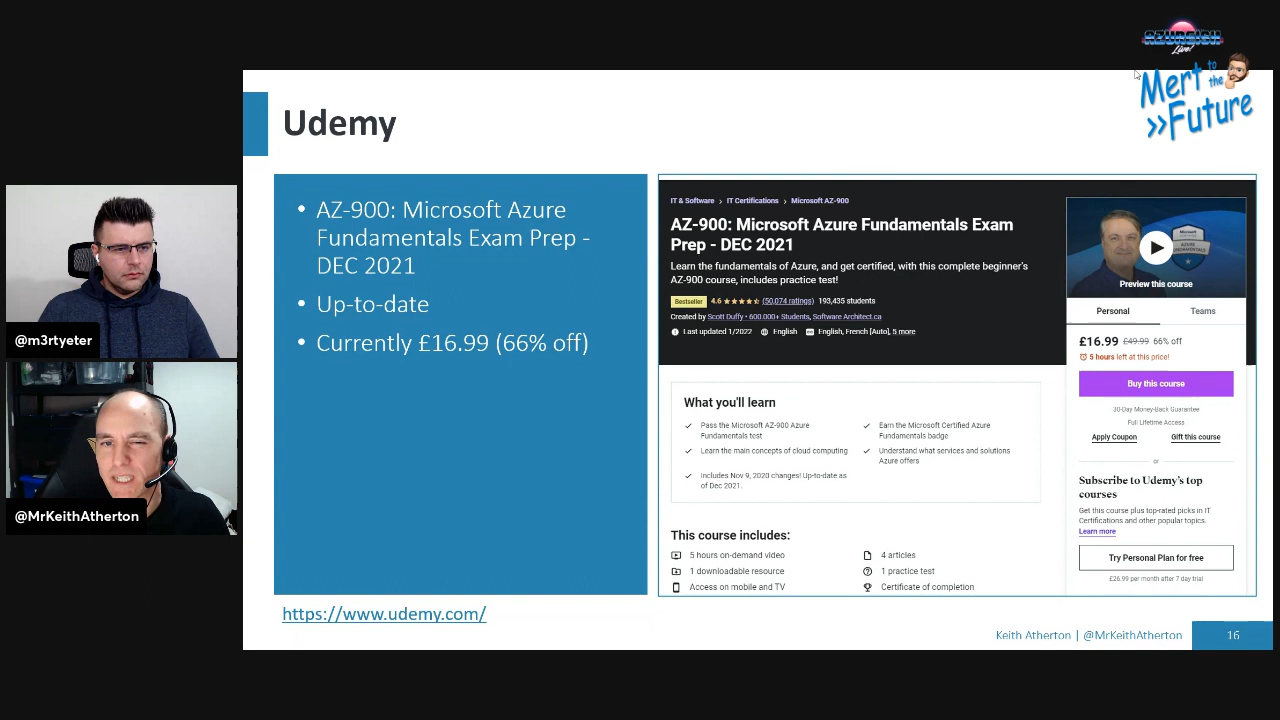 AZUREISH
Live!
Mert to the
>>Future
Udemy
• AZ-900: Microsoft Azure
Fundamentals Exam Prep -
DEC 2021
• Up-to-date
• Currently £16.99 (66% off)
https://www.udemy.com/
IT & Software > IT Certifications > Microsoft AZ-900
AZ-900: Microsoft Azure Fundamentals Exam
Prep - DEC 2021
Learn the fundamentals of Azure, and get certified, with this complete beginner's
AZ-900 course, includes practice test!
Bestseller 4.6 (50,074 ratings) 193,435 students
Created by Scott Duffy • 600.000+ Students, Software Architect.ca
Last updated 1/2022 English English, French [Auto], 5 more
What you'll learn
Pass the Microsoft AZ-900 Azure
Fundamentals test
Earn the Microsoft Certified Azure
Fundamentals badge
Learn the main concepts of cloud computing
Understand what services and solutions
Azure offers
Includes Nov 9, 2020 changes! Up-to-date as
of Dec 2021.
This course includes:
5 hours on-demand video
4 articles
1 downloadable resource
1 practice test
Access on mobile and TV
Certificate of completion
Preview this course
Personal Teams
£16.99 £49.99 66% off
5 hours left at this price!
Buy this course
30-Day Money-Back Guarantee
Full Lifetime Access
Apply Coupon Gift this course
or
Subscribe to Udemy's top
courses
Get this course plus top-rated picks in IT
Certifications and other popular topics.
Learn more
Try Personal Plan for free
£26.99 per month after 7 day trial
Keith Atherton | @MrKeithAtherton 16
@m3rtyeter
@MrKeithAtherton